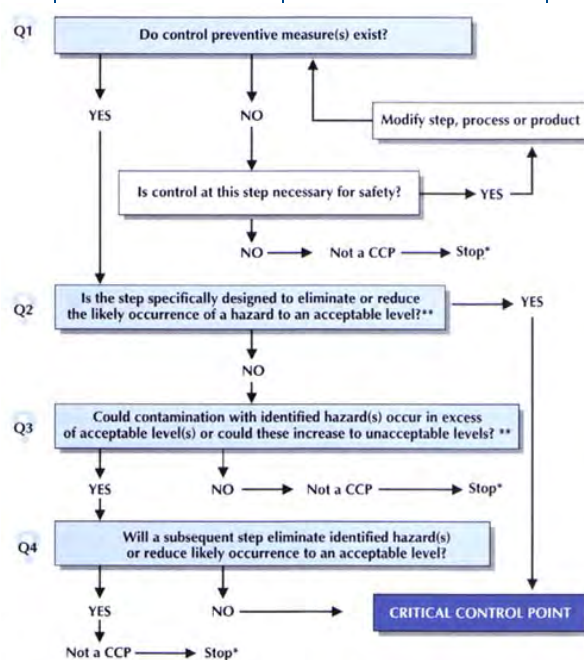 Q1
Do control preventive measure(s) exist?
YES
NO
Modify step, process or product
Is control at this step necessary for safety?
YES
NO
Not a CCP
Stop*
Q2
Is the step specifically designed to eliminate or reduce
the likely occurrence of a hazard to an acceptable level?**
YES
NO
Q3
Could contamination with identified hazard(s) occur in excess
of acceptable level(s) or could these increase to unacceptable levels? **
YES
NO
Not a CCP
Stop*
Q4
Will a subsequent step eliminate identified hazard(s)
or reduce likely occurrence to an acceptable level?
YES
NO
CRITICAL CONTROL POINT
Not a CCP
Stop*